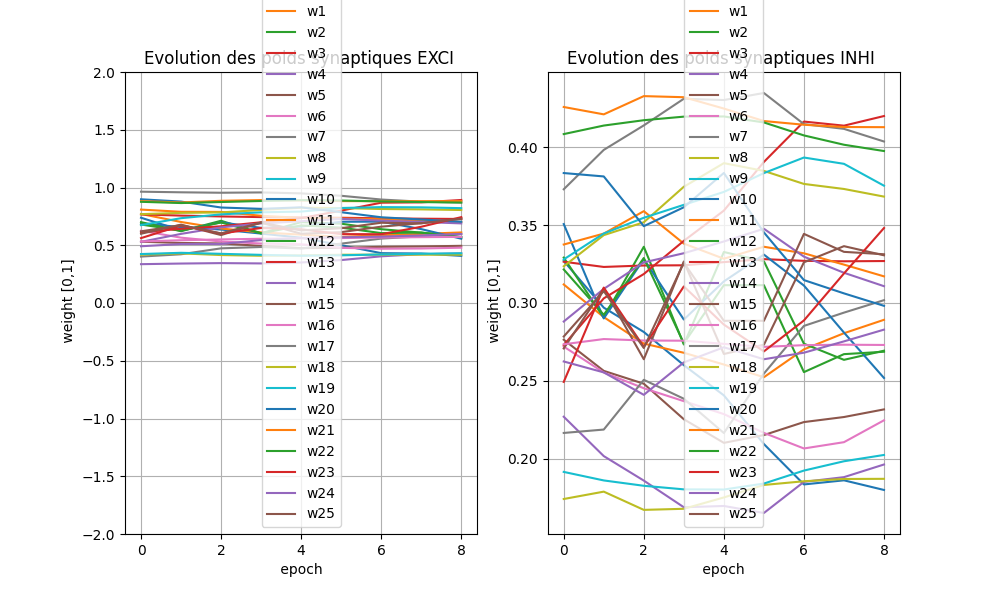 Evolution des poids synaptiques EXCI
weight [0,1]
2.0
1.5
1.0
0.5
0.0
−0.5
−1.0
−1.5
−2.0
0
2
4
6
8
epoch
w1
w2
w3
w4
w5
w6
w7
w8
w9
w10
w11
w12
w13
w14
w15
w16
w17
w18
w19
w20
w21
w22
w23
w24
w25
Evolution des poids synaptiques INHI
weight [0,1]
0.40
0.35
0.30
0.25
0.20
0
2
4
6
8
epoch
w1
w2
w3
w4
w5
w6
w7
w8
w9
w10
w11
w12
w13
w14
w15
w16
w17
w18
w19
w20
w21
w22
w23
w24
w25